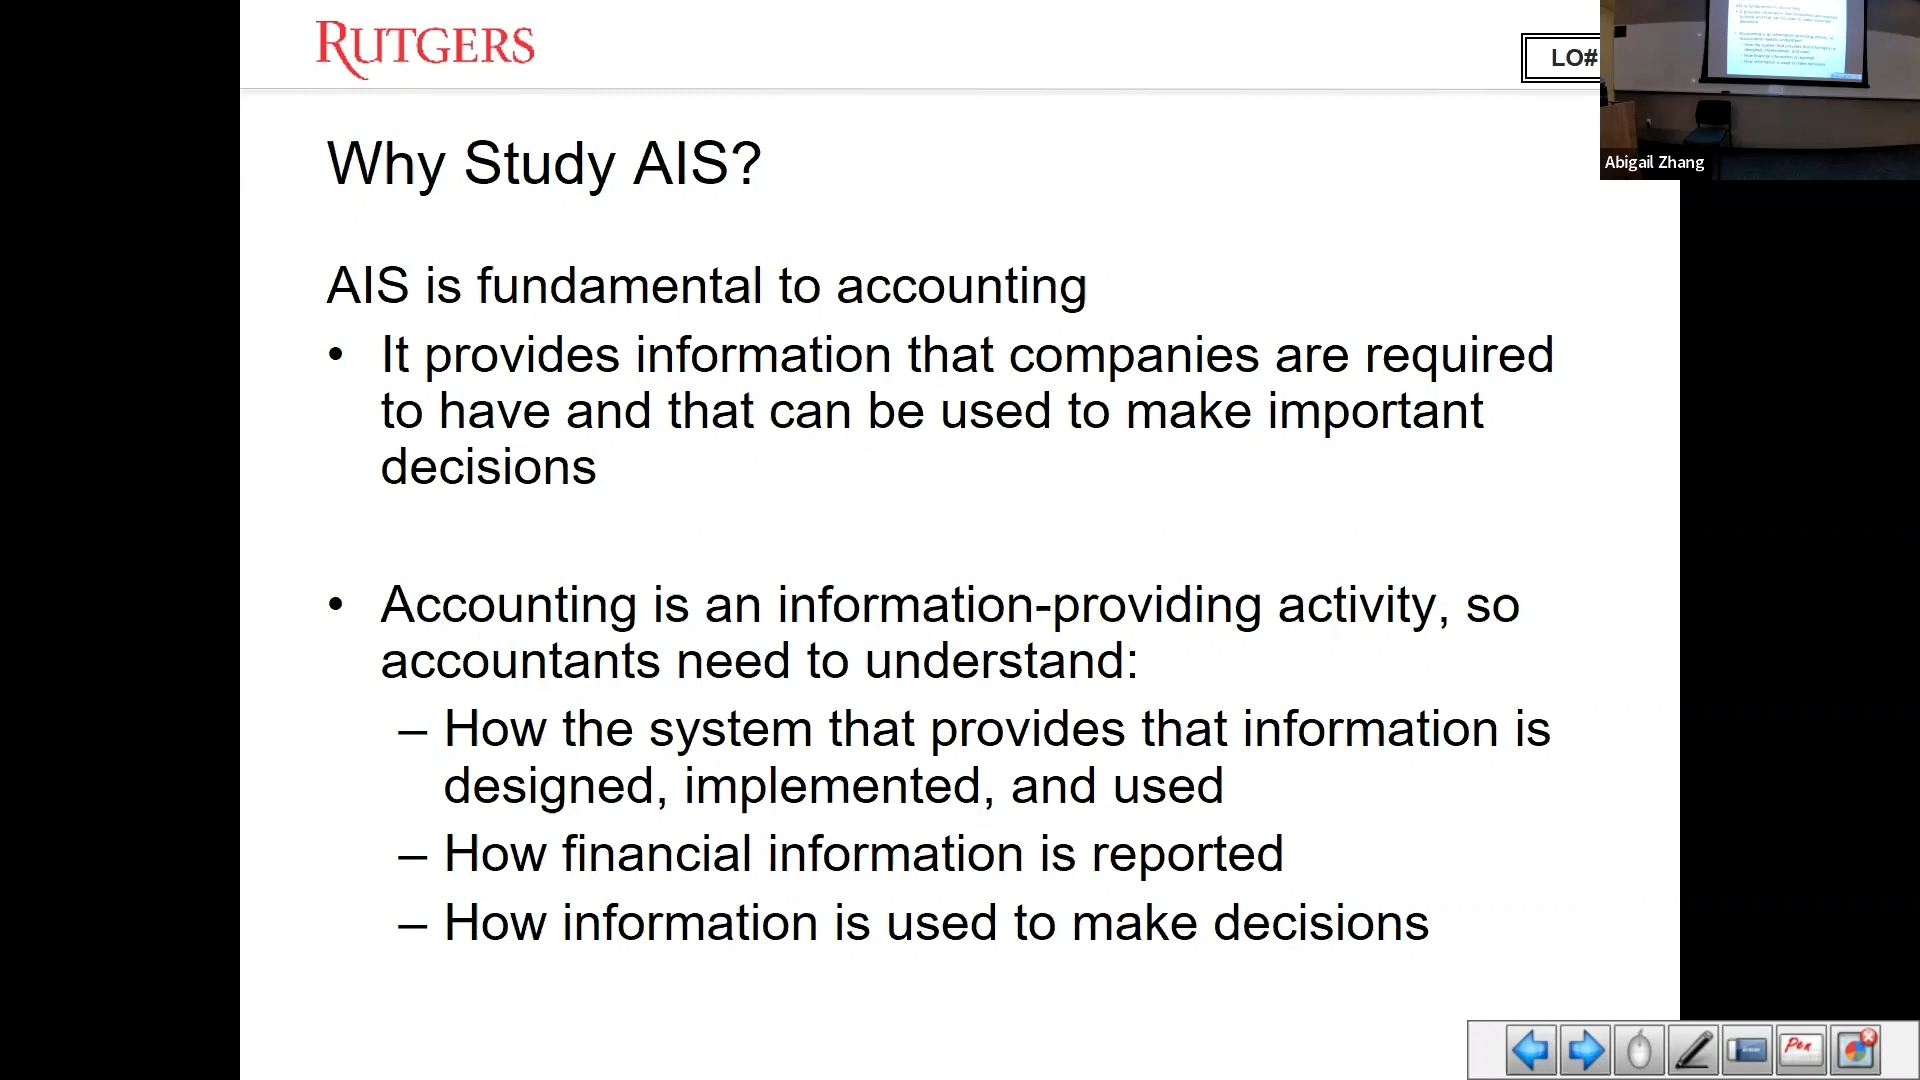 RUTGERS
LO#
Abigail Zhang
Why Study AIS?
AIS is fundamental to accounting
• It provides information that companies are required
to have and that can be used to make important
decisions
• Accounting is an information-providing activity, so
accountants need to understand:
– How the system that provides that information is
designed, implemented, and used
– How financial information is reported
– How information is used to make decisions
Pen